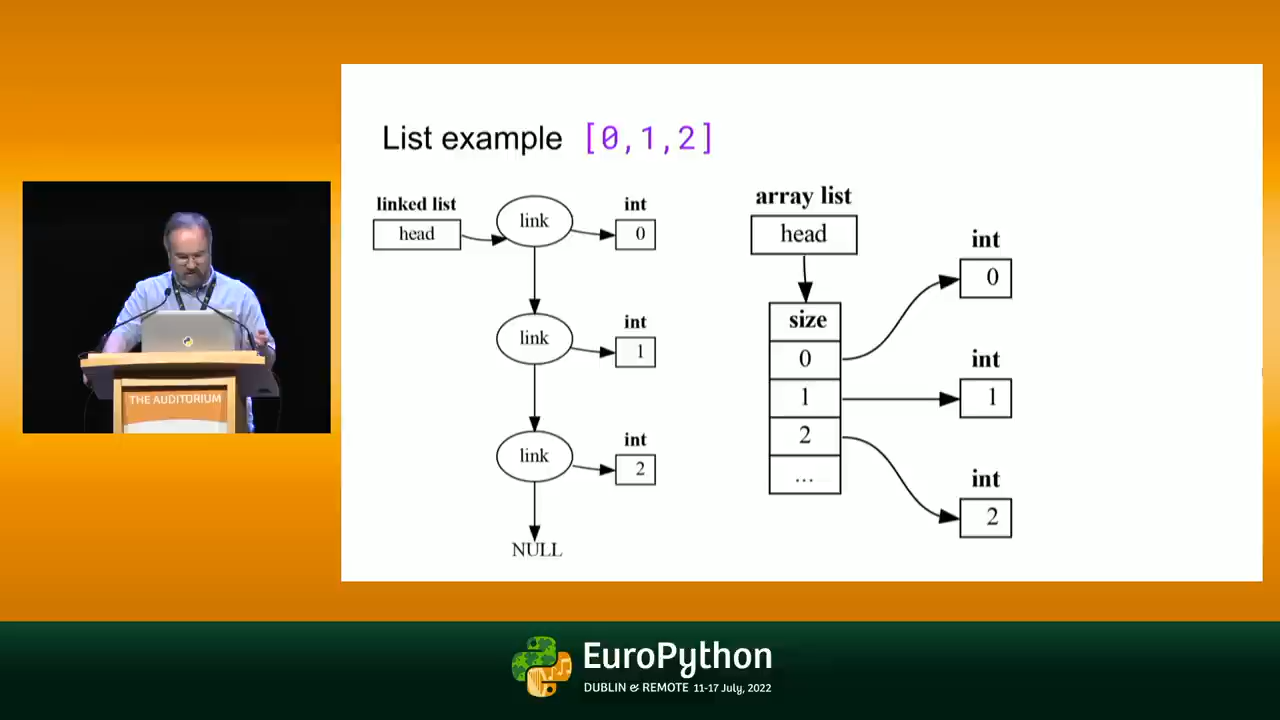 List example [0,1,2]
linked list
head
link
int
0
link
int
1
link
int
2
NULL
array list
head
size
0
1
2
...
int
0
int
1
int
2
THE AUDITORIUM
EuroPython
DUBLIN & REMOTE 11-17 July, 2022